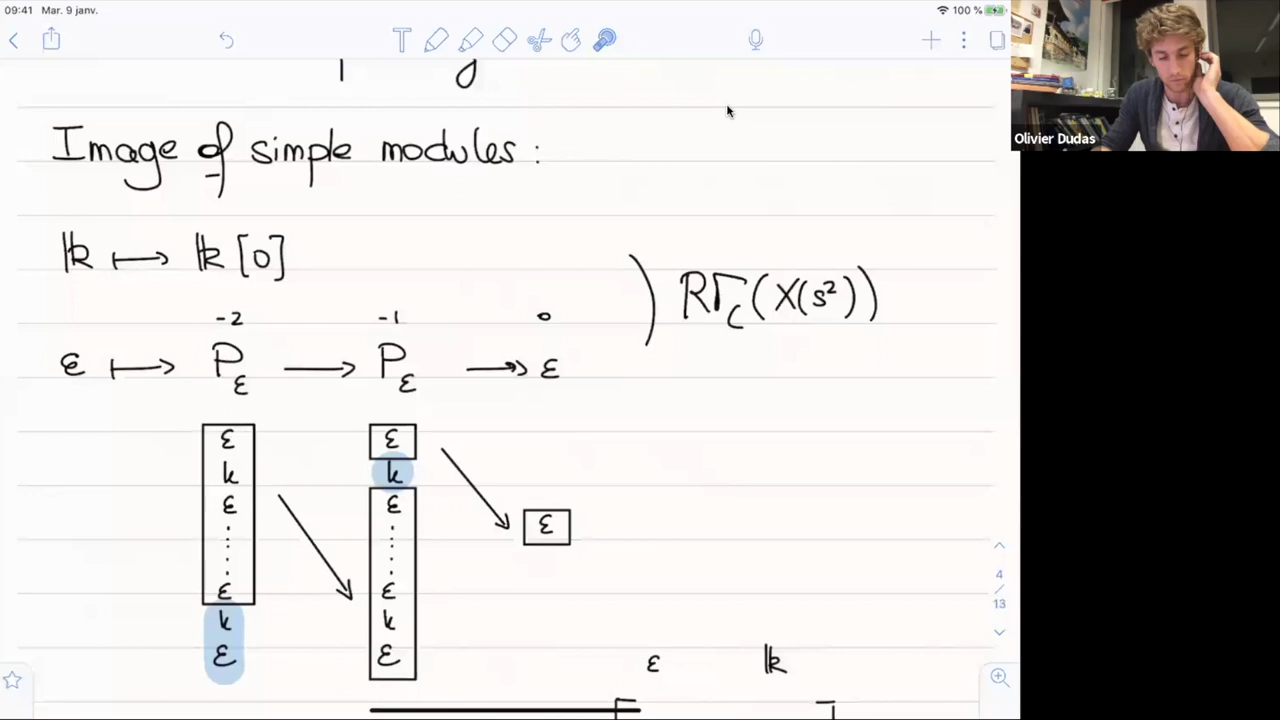 09:41 Mar. 9 janv.
100 %
Image of simple modules :
𝕜 ⟼ 𝕜 [0]
) RΓc (X(s²))
-2 -1 0
ε ⟼ Pε ⟶ Pε ↠ ε
ε ε
k k
ε ε ε
ε ε
k k
ε ε
ε 𝕜
4
/
13
Olivier Dudas